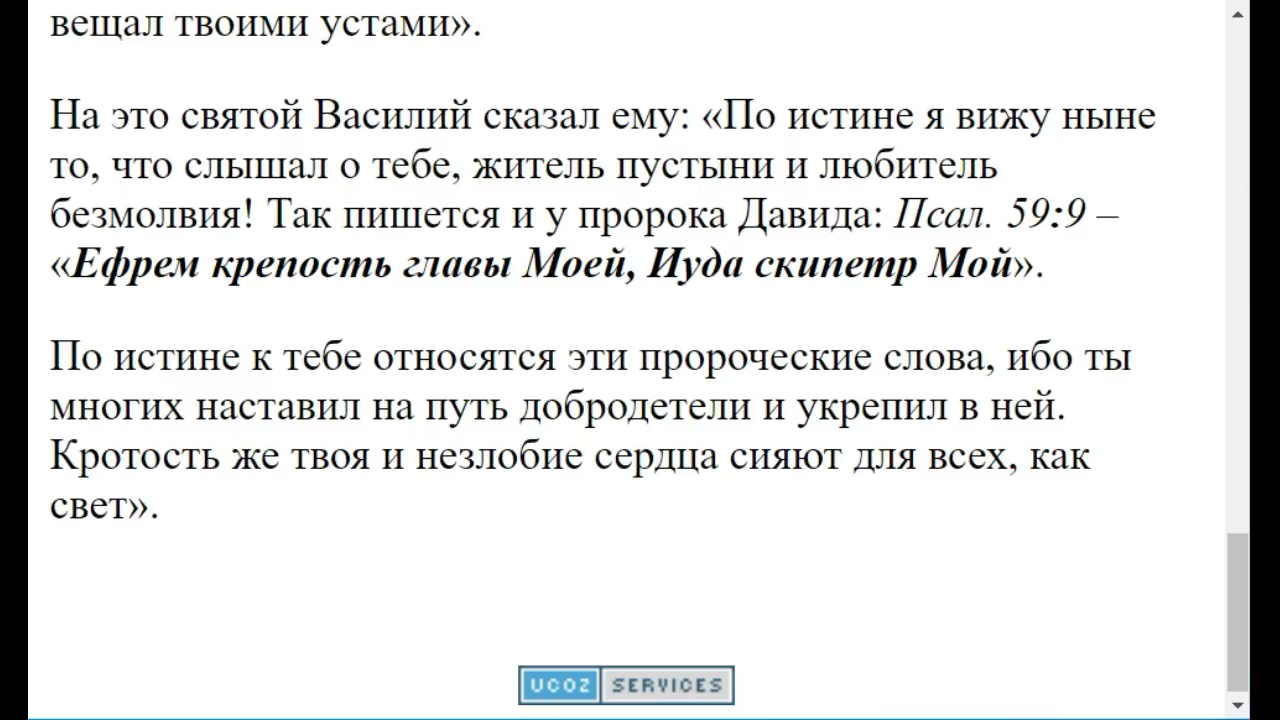 вещал твоими устами».
На это святой Василий сказал ему: «По истине я вижу ныне
то, что слышал о тебе, житель пустыни и любитель
безмолвия! Так пишется и у пророка Давида: Псал. 59:9 –
«Ефрем крепость главы Моей, Иуда скипетр Мой».
По истине к тебе относятся эти пророческие слова, ибо ты
многих наставил на путь добродетели и укрепил в ней.
Кротость же твоя и незлобие сердца сияют для всех, как
свет».
UCOZ SERVICES